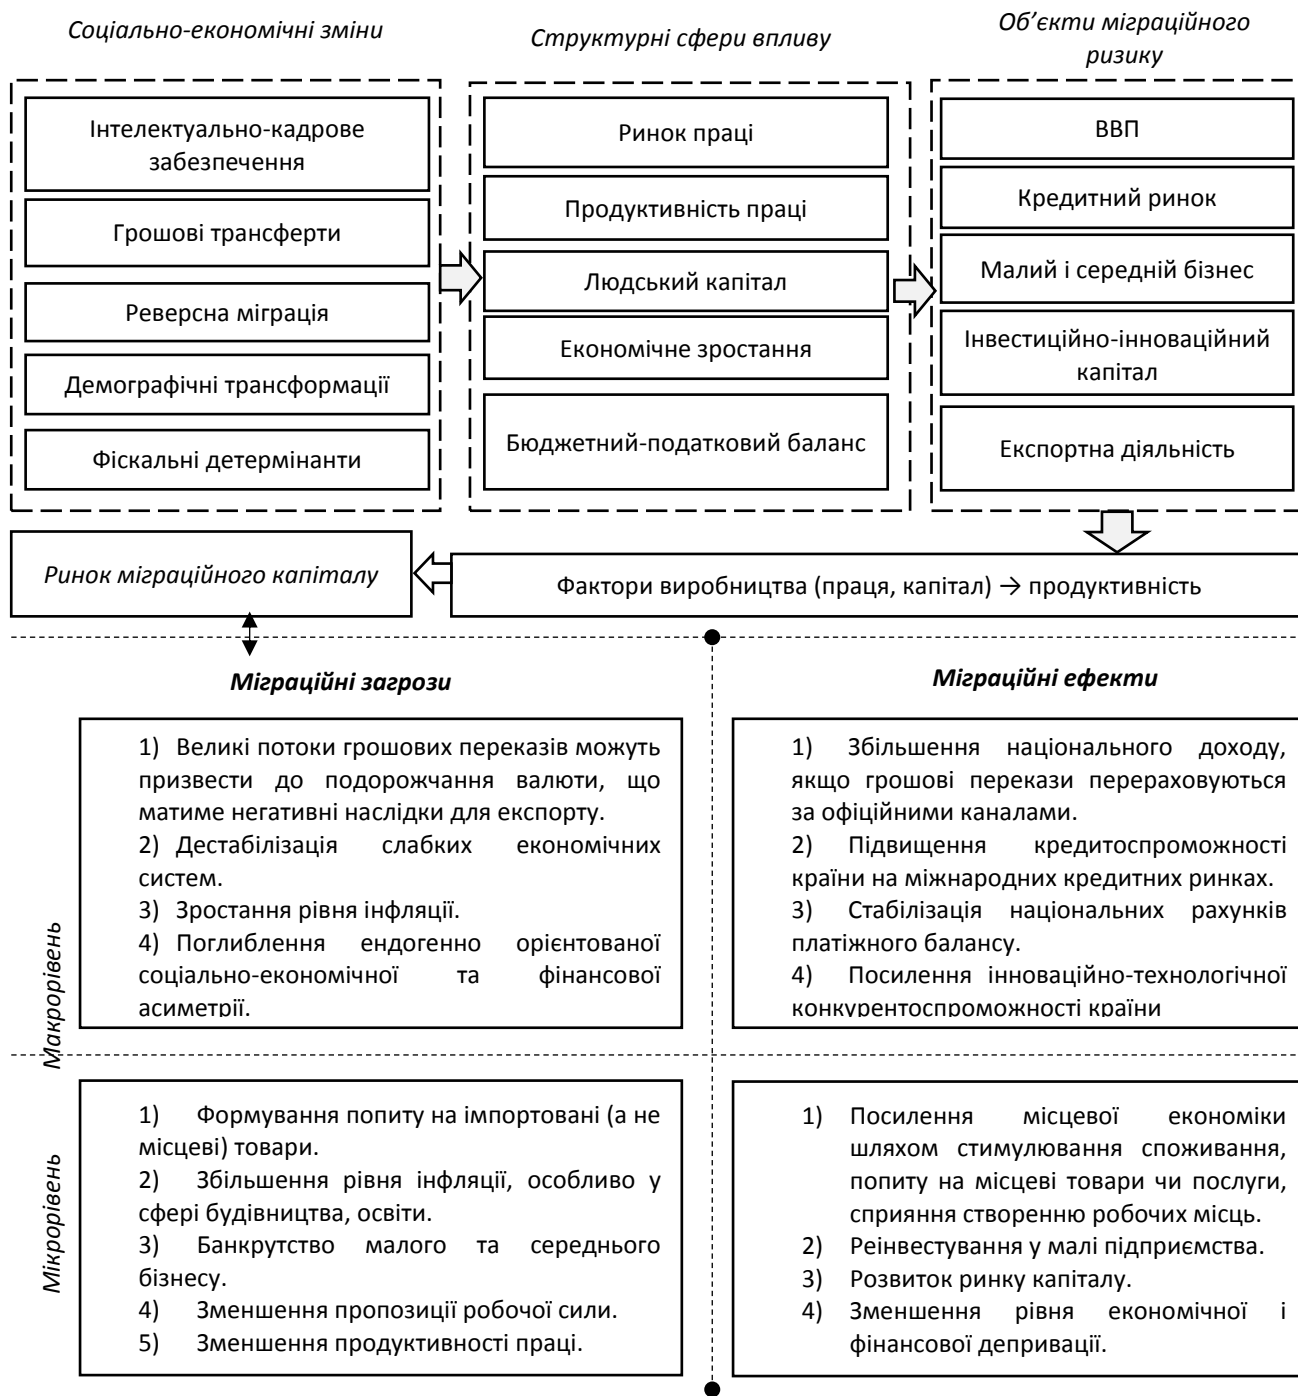 Соціально-економічні зміни
Інтелектуально-кадрове
забезпечення
Грошові трансферти
Реверсна міграція
Демографічні трансформації
Фіскальні детермінанти
Структурні сфери впливу
Ринок праці
Продуктивність праці
Людський капітал
Економічне зростання
Бюджетний-податковий баланс
Об’єкти міграційного
ризику
ВВП
Кредитний ринок
Малий і середній бізнес
Інвестиційно-інноваційний
капітал
Експортна діяльність
Ринок міграційного капіталу
Фактори виробництва (праця, капітал) → продуктивність
Міграційні загрози
Міграційні ефекти
Макрорівень
1) Великі потоки грошових переказів можуть
призвести до подорожчання валюти, що
матиме негативні наслідки для експорту.
2) Дестабілізація слабких економічних
систем.
3) Зростання рівня інфляції.
4) Поглиблення ендогенно орієнтованої
соціально-економічної та фінансової
асиметрії.
1) Збільшення національного доходу,
якщо грошові перекази перераховуються
за офіційними каналами.
2) Підвищення кредитоспроможності
країни на міжнародних кредитних ринках.
3) Стабілізація національних рахунків
платіжного балансу.
4) Посилення інноваційно-технологічної
конкурентоспроможності країни
Мікрорівень
1) Формування попиту на імпортовані (а не
місцеві) товари.
2) Збільшення рівня інфляції, особливо у
сфері будівництва, освіти.
3) Банкрутство малого та середнього
бізнесу.
4) Зменшення пропозиції робочої сили.
5) Зменшення продуктивності праці.
1) Посилення місцевої економіки
шляхом стимулювання споживання,
попиту на місцеві товари чи послуги,
сприяння створенню робочих місць.
2) Реінвестування у малі підприємства.
3) Розвиток ринку капіталу.
4) Зменшення рівня економічної і
фінансової депривації.